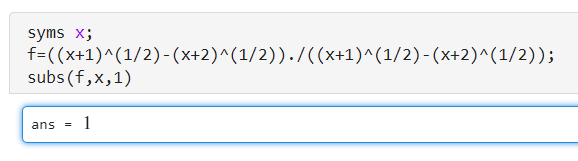 syms x;
f=((x+1)^(1/2)-(x+2)^(1/2))./((x+1)^(1/2)-(x+2)^(1/2));
subs(f,x,1)
ans = 1